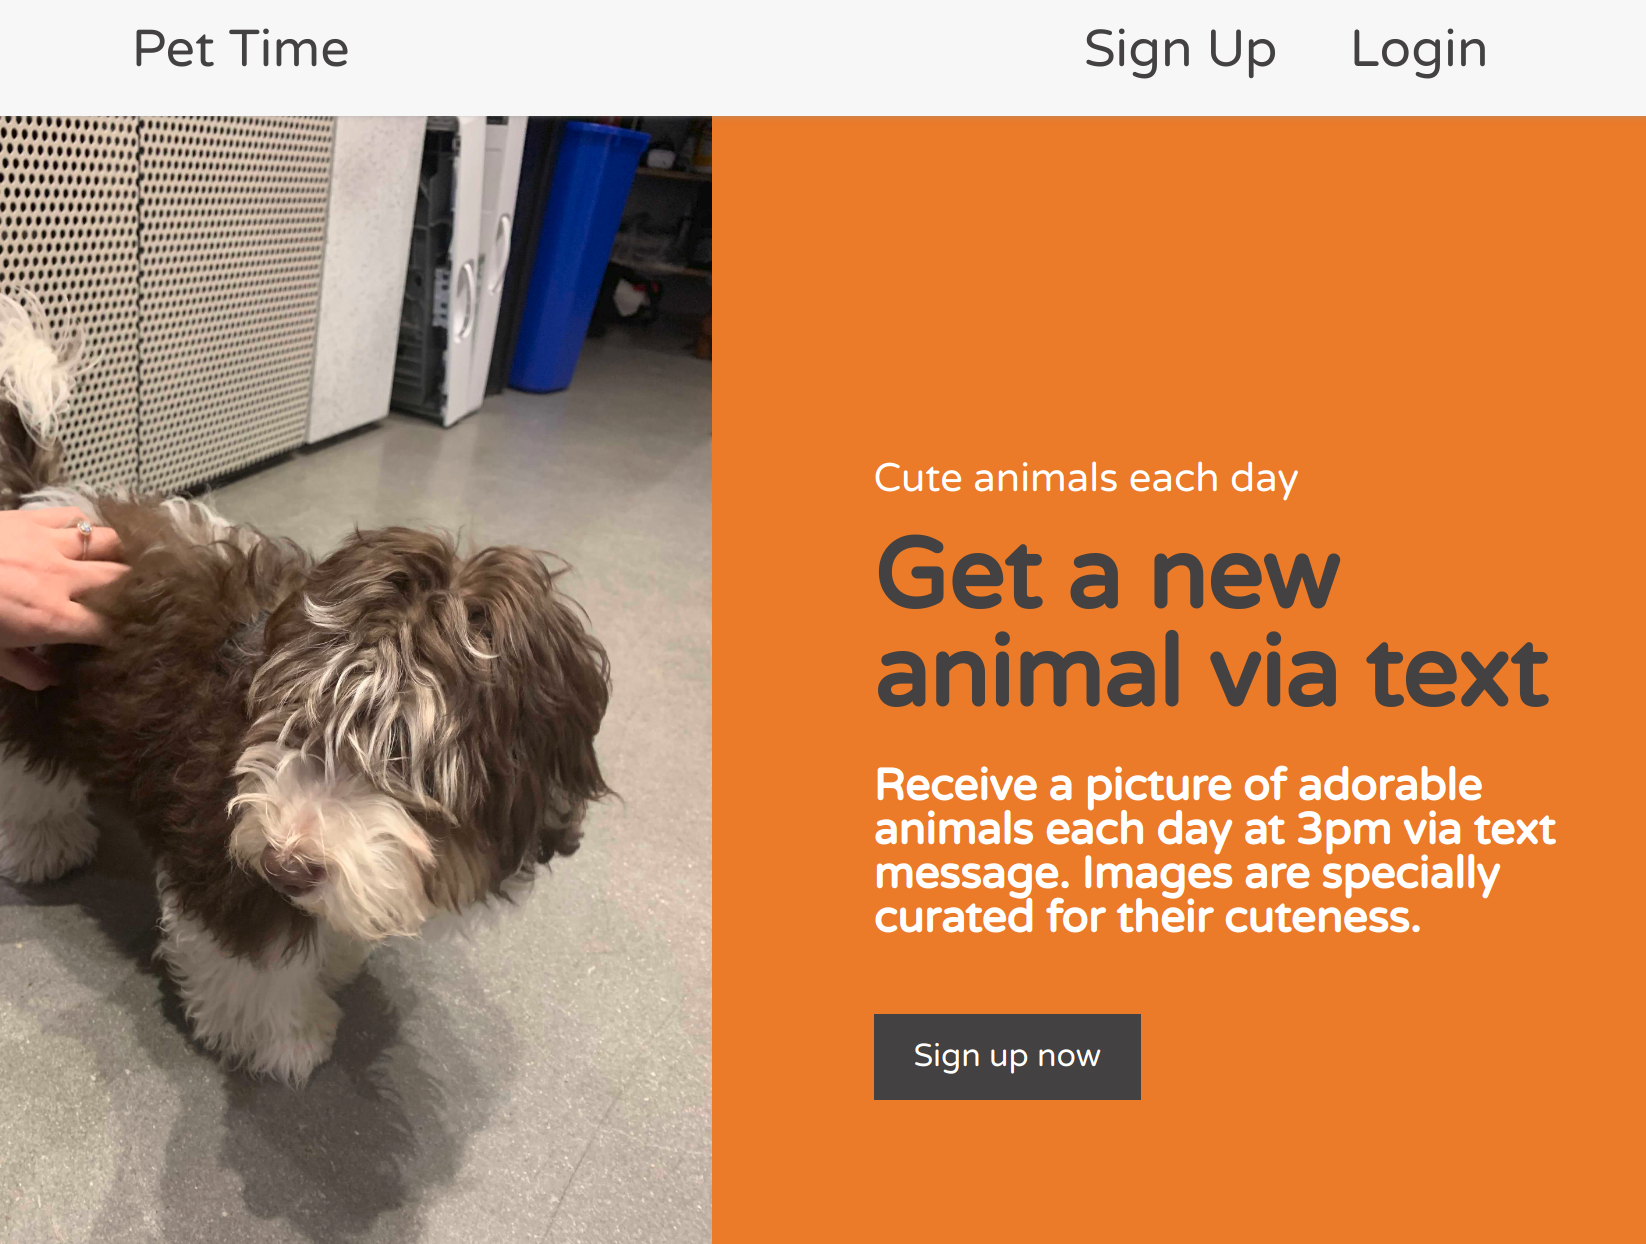 Pet Time
Sign Up
Login
Cute animals each day
Get a new
animal via text
Receive a picture of adorable
animals each day at 3pm via text
message. Images are specially
curated for their cuteness.
Sign up now